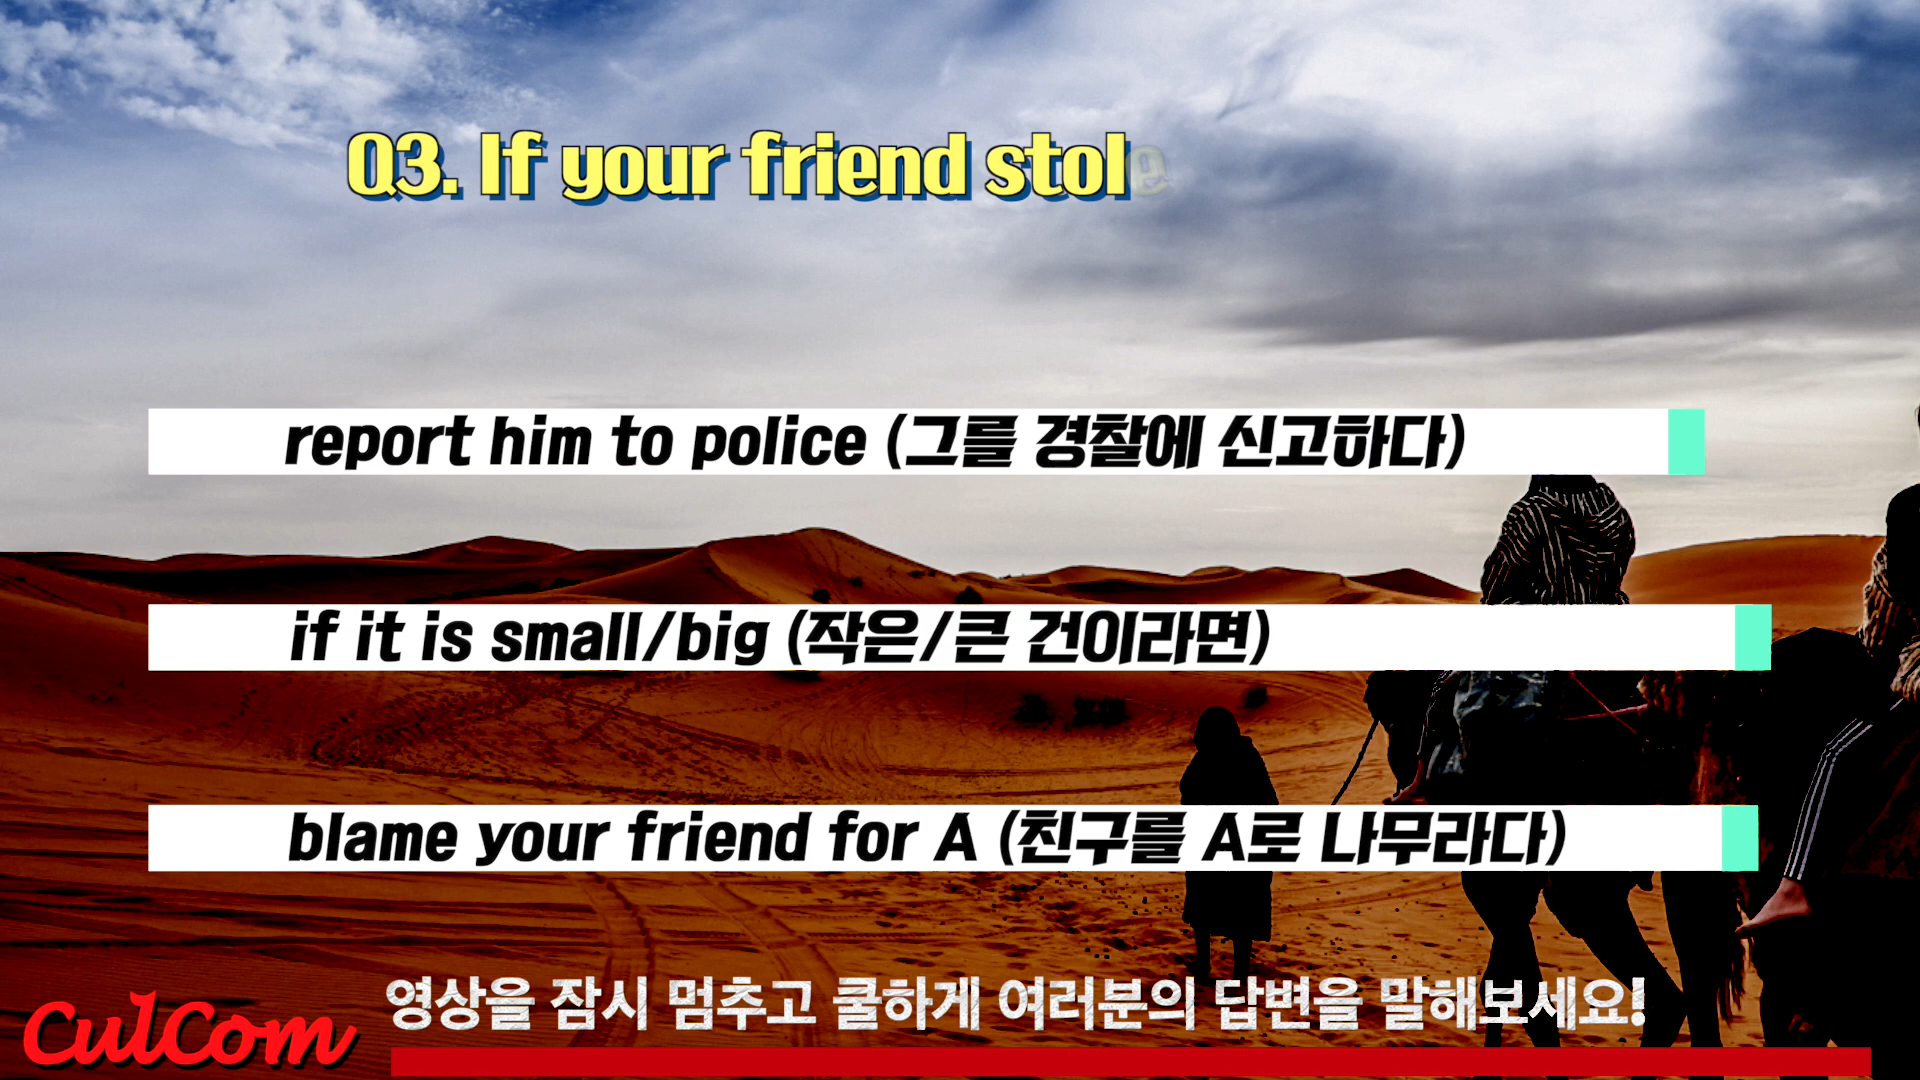 Q3. If your friend stole
report him to police (그를 경찰에 신고하다)
if it is small/big (작은/큰 건이라면)
blame your friend for A (친구를 A로 나무라다)
영상을 잠시 멈추고 쿨하게 여러분의 답변을 말해보세요!
CulCom